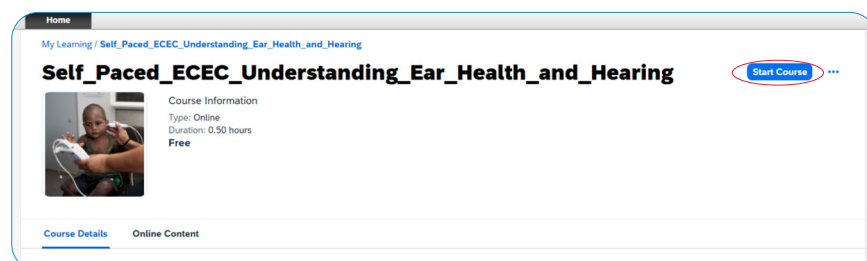 Home
My Learning / Self_Paced_ECEC_Understanding_Ear_Health_and_Hearing
Self_Paced_ECEC_Understanding_Ear_Health_and_Hearing
Start Course
Course Information
Type: Online
Duration: 0.50 hours
Free
Course Details
Online Content